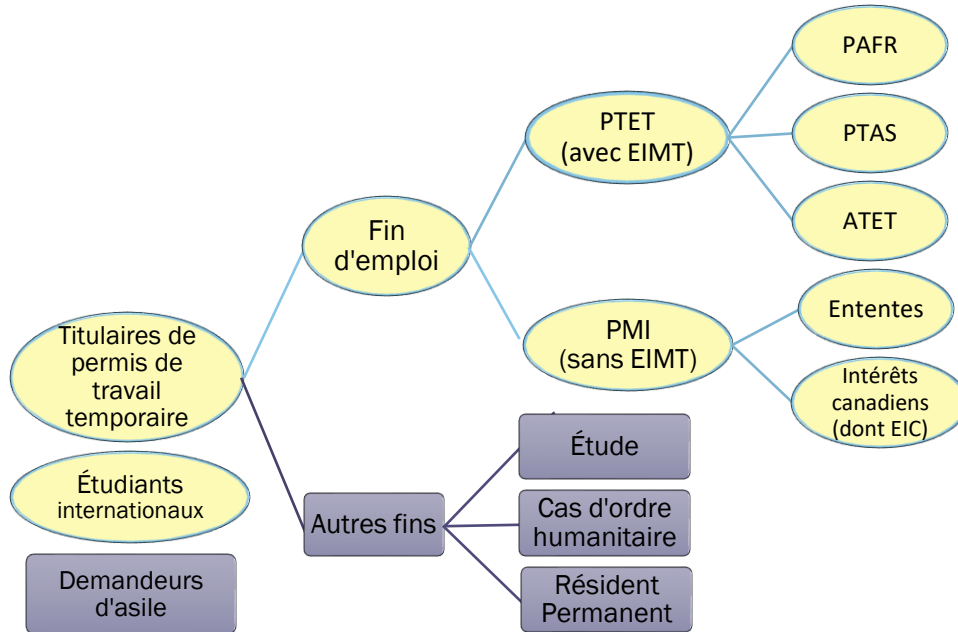 Titulaires de
permis de
travail
temporaire
Étudiants
internationaux
Demandeurs
d'asile
Fin
d'emploi
Autres fins
PTET
(avec EIMT)
PMI
(sans EIMT)
Étude
Cas d'ordre
humanitaire
Résident
Permanent
PAFR
PTAS
ATET
Ententes
Intérêts
canadiens
(dont EIC)